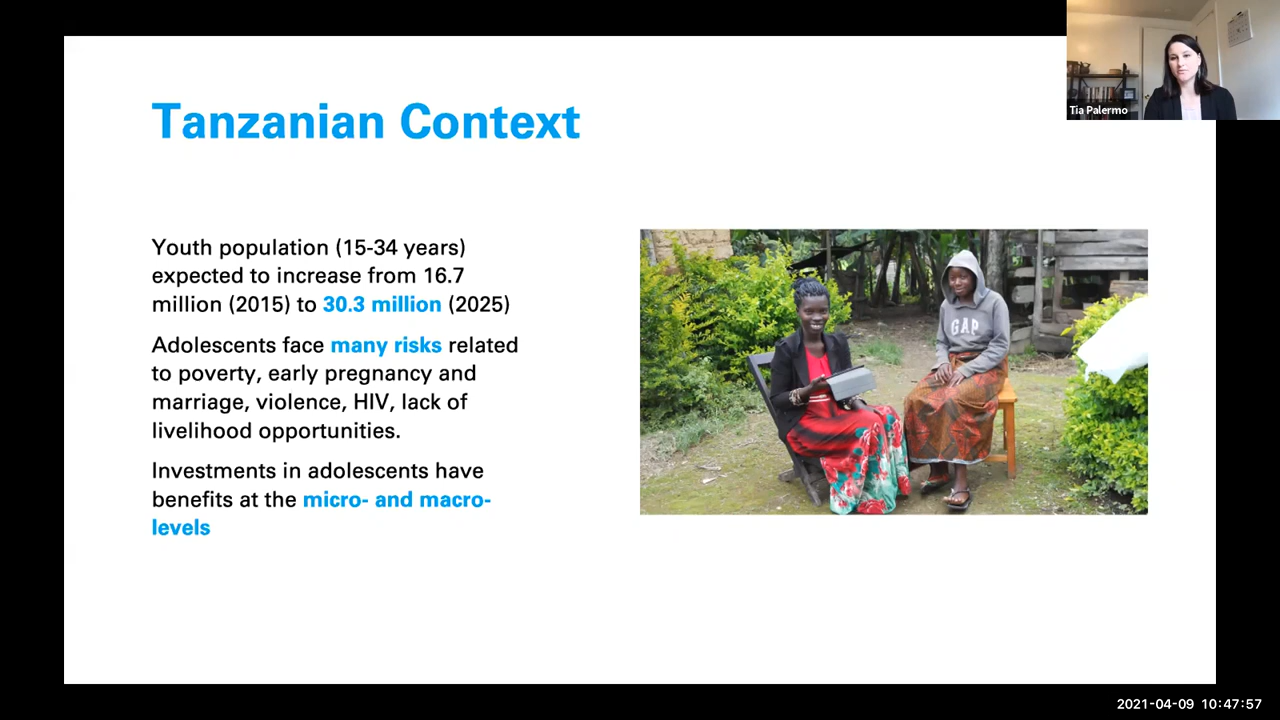 Tia Palermo
Tanzanian Context
Youth population (15-34 years)
expected to increase from 16.7
million (2015) to 30.3 million (2025)
Adolescents face many risks related
to poverty, early pregnancy and
marriage, violence, HIV, lack of
livelihood opportunities.
Investments in adolescents have
benefits at the micro- and macro-
levels
GAP
2021-04-09 10:47:57